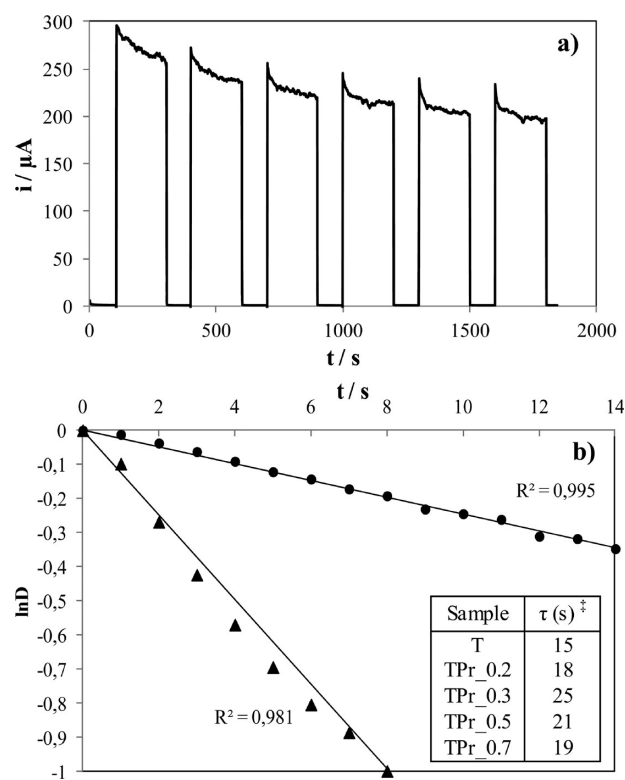 300
a)
250
200
150
100
50
0
i / µA
0 500 1000 1500 2000
t / s
t / s
0 2 4 6 8 10 12 14
0
b)
-0,1
R² = 0,995
-0,2
-0,3
-0,4
lnD
-0,5
Sample τ (s) ‡
-0,6
T 15
TPr_0.2 18
-0,7
TPr_0.3 25
-0,8
R² = 0,981
TPr_0.5 21
-0,9
TPr_0.7 19
-1